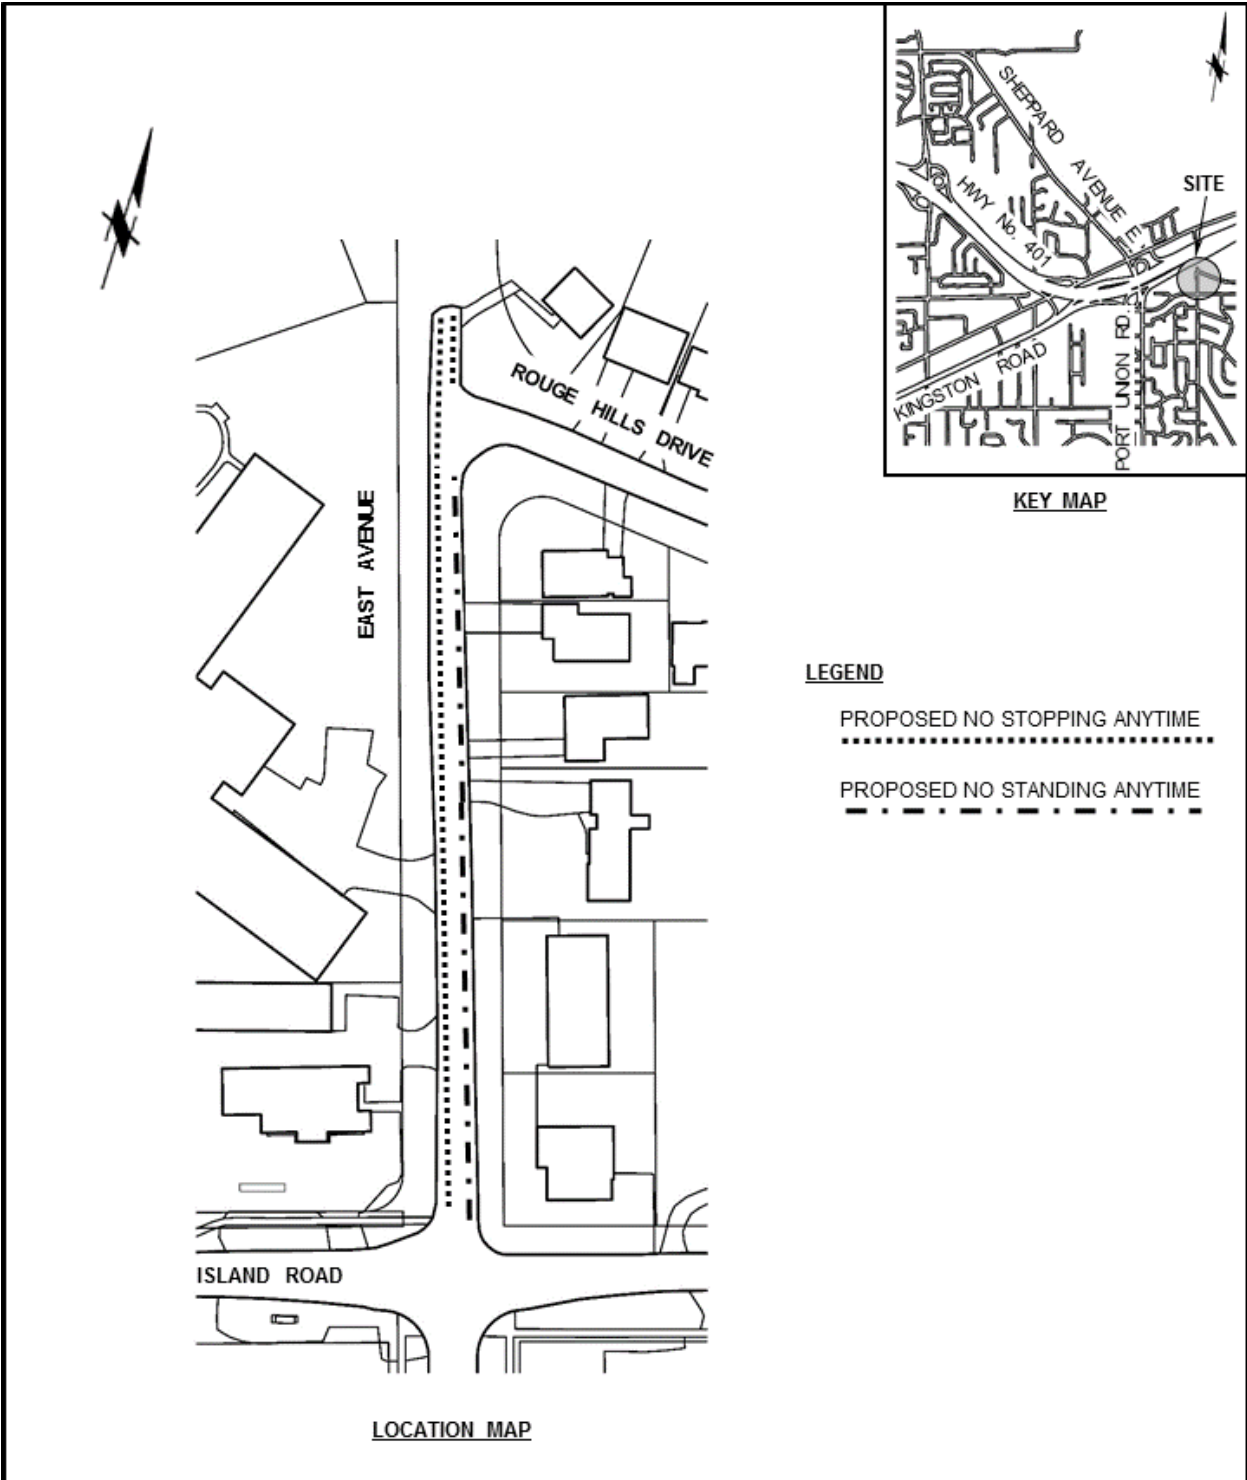 SHEPPARD AVENUE E.
HWY No. 401
SITE
KINGSTON ROAD
PORT UNION RD.
KEY MAP
ROUGE HILLS DRIVE
EAST AVENUE
LEGEND
PROPOSED NO STOPPING ANYTIME
PROPOSED NO STANDING ANYTIME
ISLAND ROAD
LOCATION MAP